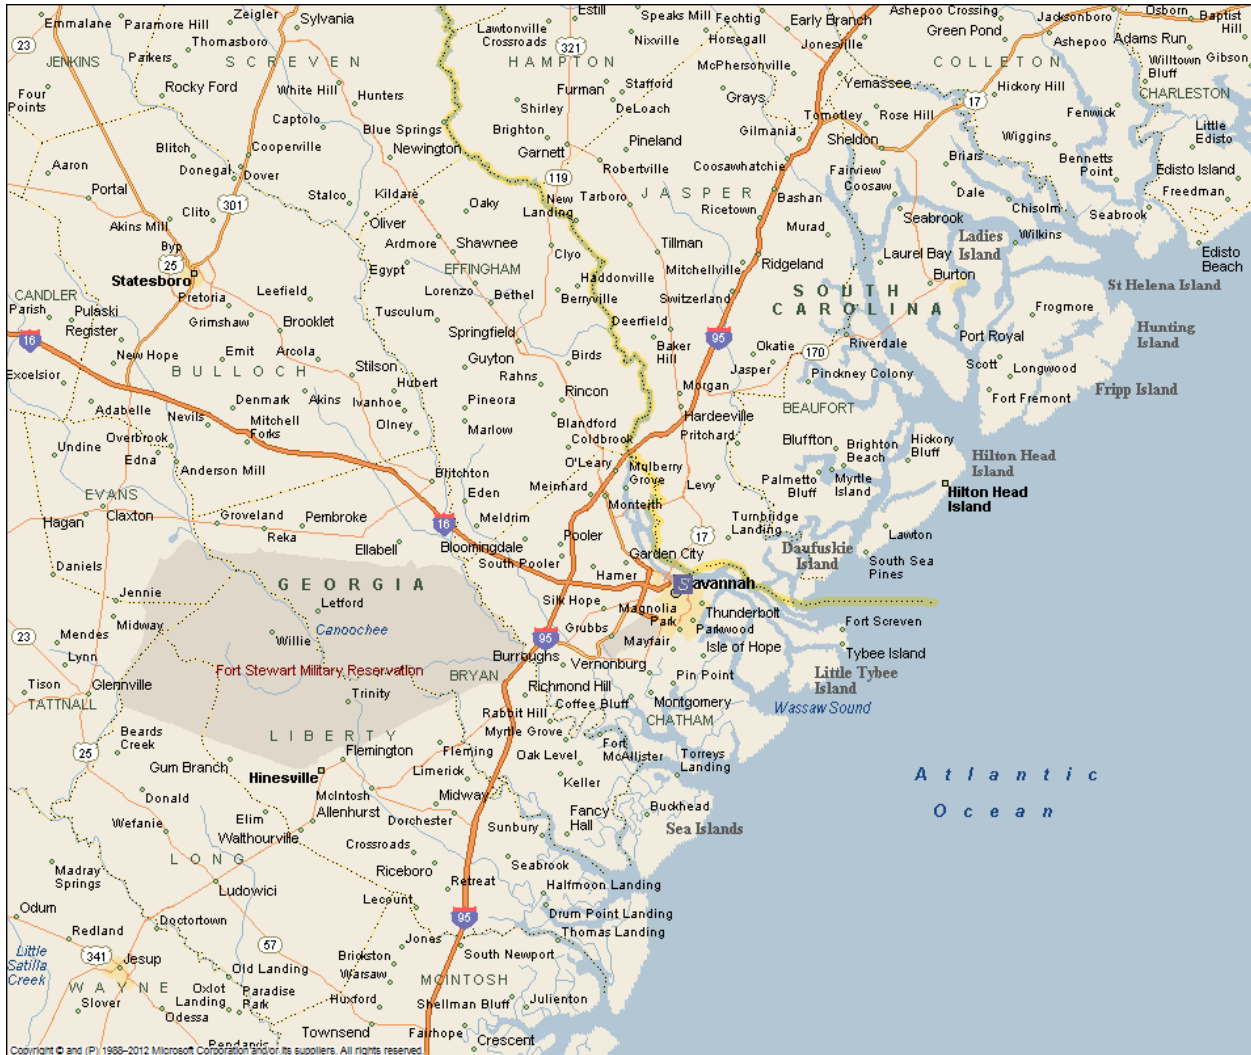 Emmalane
Paramore Hill
Zeigler
Sylvania
Estill
Lawtonville
Crossroads
Speaks Mill
Fechtig
Early Branch
Ashepoo Crossing
Jacksonboro
Osborn
Baptist
Hill
23
Thomasboro
321
Nixville
Horsegall
Jonesville
Green Pond
Ashepoo
Adams Run
JENKINS
Parkers
SCREVEN
HAMPTON
McPhersonville
COLLETON
Willtown
Bluff
Gibson
Four
Points
Rocky Ford
White Hill
Hunters
Furman
Stafford
Yemassee
Hickory Hill
CHARLESTON
Shirley
DeLoach
Grays
17
Fenwick
Captolo
Blue Springs
Brighton
Gilmania
Tomotley
Rose Hill
Little
Edisto
Blitch
Cooperville
Newington
Garnett
Pineland
Sheldon
Wiggins
Aaron
Donegal
Dover
Robertville
Coosawhatchie
Fairview
Briars
Bennetts
Point
Edisto Island
Portal
Stalco
Kildare
119
Tarboro
JASPER
Bashan
Coosaw
Dale
Freedman
Akins Mill
Clito
301
Oliver
Oaky
New
Landing
Ricetown
Murad
Seabrook
Chisolm
Seabrook
Byp
25
Ardmore
Shawnee
Clyo
Tillman
Ladies
Island
Wilkins
Edisto
Beach
Statesboro
Egypt
EFFINGHAM
Haddonville
Mitchellville
Ridgeland
Laurel Bay
Burton
St Helena Island
CANDLER
Parish
Pulaski
Pretoria
Leefield
Lorenzo
Bethel
Berryville
Switzerland
SOUTH
CAROLINA
Frogmore
Register
Grimshaw
Brooklet
Tusculum
Springfield
Deerfield
Hunting
Island
16
New Hope
Emit
Arcola
Stilson
Guyton
Birds
Baker
Hill
95
Okatie
170
Riverdale
Port Royal
Excelsior
BULLOCH
Hubert
Rahns
Rincon
Jasper
Pinckney Colony
Scott
Longwood
Adabelle
Nevils
Denmark
Akins
Ivanhoe
Pineora
Morgan
BEAUFORT
Fort Fremont
Fripp Island
Mitchell
Forks
Olney
Marlow
Blandford
Hardeeville
Undine
Overbrook
Edna
Coldbrook
Pritchard
Bluffton
Brighton
Beach
Hickory
Bluff
Anderson Mill
Blitchton
O'Leary
Mulberry
Grove
Hilton Head
Island
EVANS
Eden
Meinhard
Levy
Palmetto
Bluff
Myrtle
Island
Hilton Head
Island
Hagan
Claxton
Groveland
Pembroke
16
Meldrim
Monteith
Turnbridge
Landing
Reka
Ellabell
Bloomingdale
Pooler
17
Lawton
Daniels
South Pooler
Garden City
Daufuskie
Island
South Sea
Pines
GEORGIA
Hamer
Savannah
Jennie
Letford
Silk Hope
Magnolia
Park
Thunderbolt
Midway
Canoochee
Grubbs
Parkwood
Fort Screven
23
Mendes
Willie
95
Mayfair
Isle of Hope
Tybee Island
Lynn
Burroughs
Vernonburg
Fort Stewart Military Reservation
BRYAN
Pin Point
Little Tybee
Island
Tison
Glennville
Trinity
Richmond Hill
Coffee Bluff
Montgomery
Wassaw Sound
TATTNALL
Rabbit Hill
CHATHAM
Beards
Creek
LIBERTY
Flemington
Myrtle Grove
Fort
McAllister
Torreys
Landing
25
Gum Branch
Fleming
Oak Level
Hinesville
Limerick
Keller
Atlantic
Ocean
Donald
McIntosh
Midway
Allenhurst
Fancy
Hall
Buckhead
Wefanie
Elim
Walthourville
Dorchester
Sunbury
Sea Islands
Crossroads
LONG
Riceboro
Seabrook
Madray
Springs
Ludowici
Retreat
Halfmoon Landing
Odum
Lecount
95
Drum Point Landing
Doctortown
Thomas Landing
Redland
57
Jones
Little
Satilla
Creek
341
Jesup
Brickston
South Newport
Old Landing
Warsaw
McINTOSH
WAYNE
Oxlot
Landing
Paradise
Park
Slover
Huxford
Shellman Bluff
Julienton
Odessa
Townsend
Fairhope
Pendarvis
Crescent
Copyright © and (P) 1988–2012 Microsoft Corporation and/or its suppliers. All rights reserved.